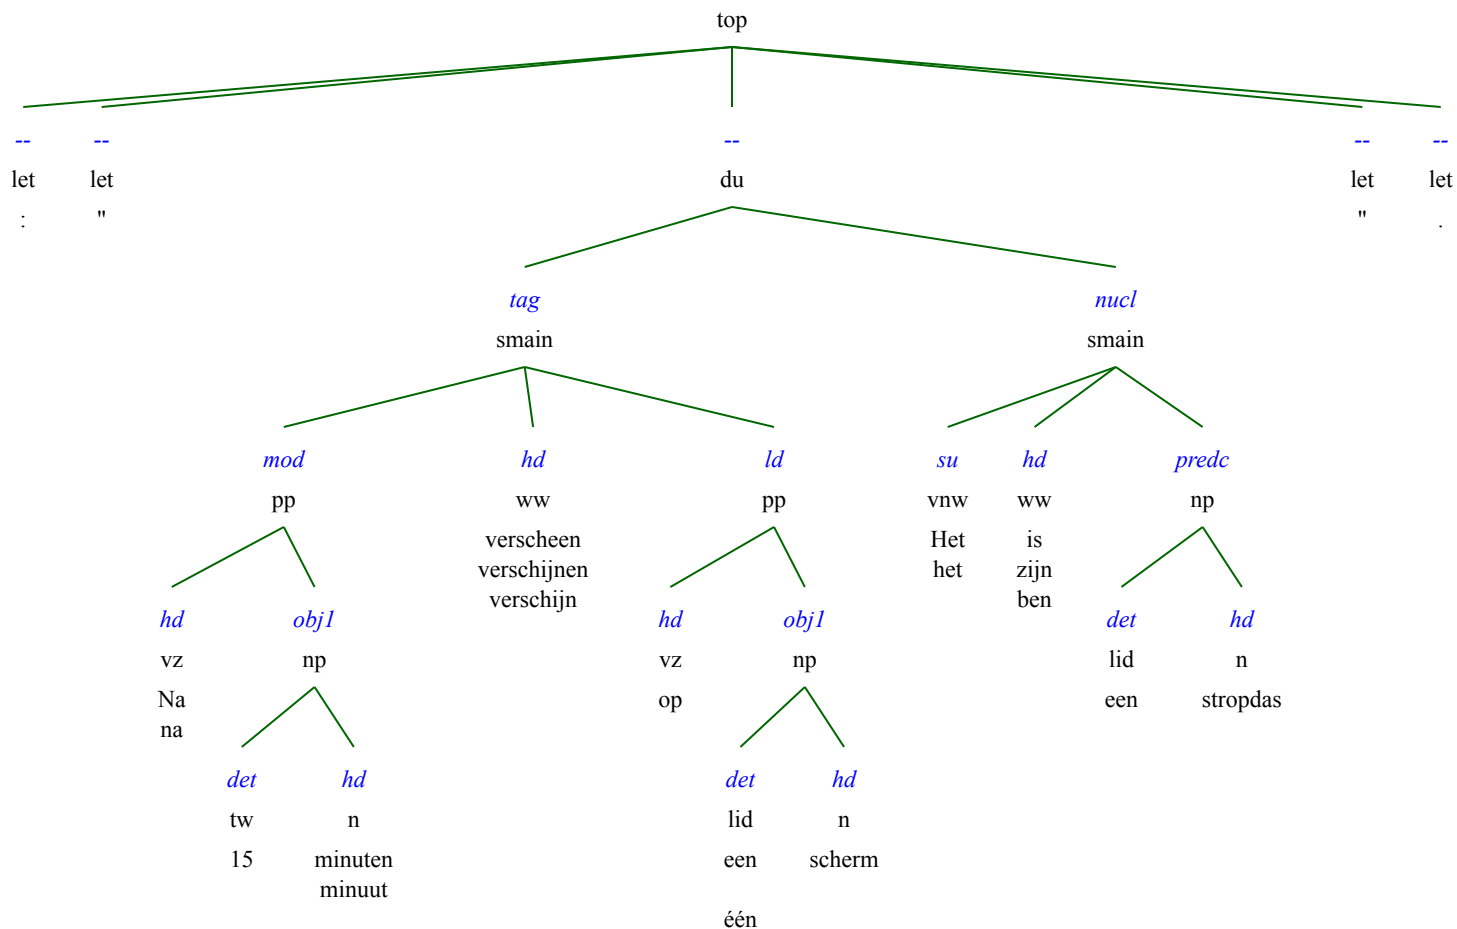 top
-- -- -- -- --
let let du let let
: " " .
tag nucl
smain smain
mod hd ld su hd predc
pp ww pp vnw ww np
verscheen Het is
verschijnen het zijn
verschijn ben
hd obj1 hd obj1 det hd
vz np vz np lid n
Na op een stropdas
na
det hd det hd
tw n lid n
15 minuten een scherm
minuut
één